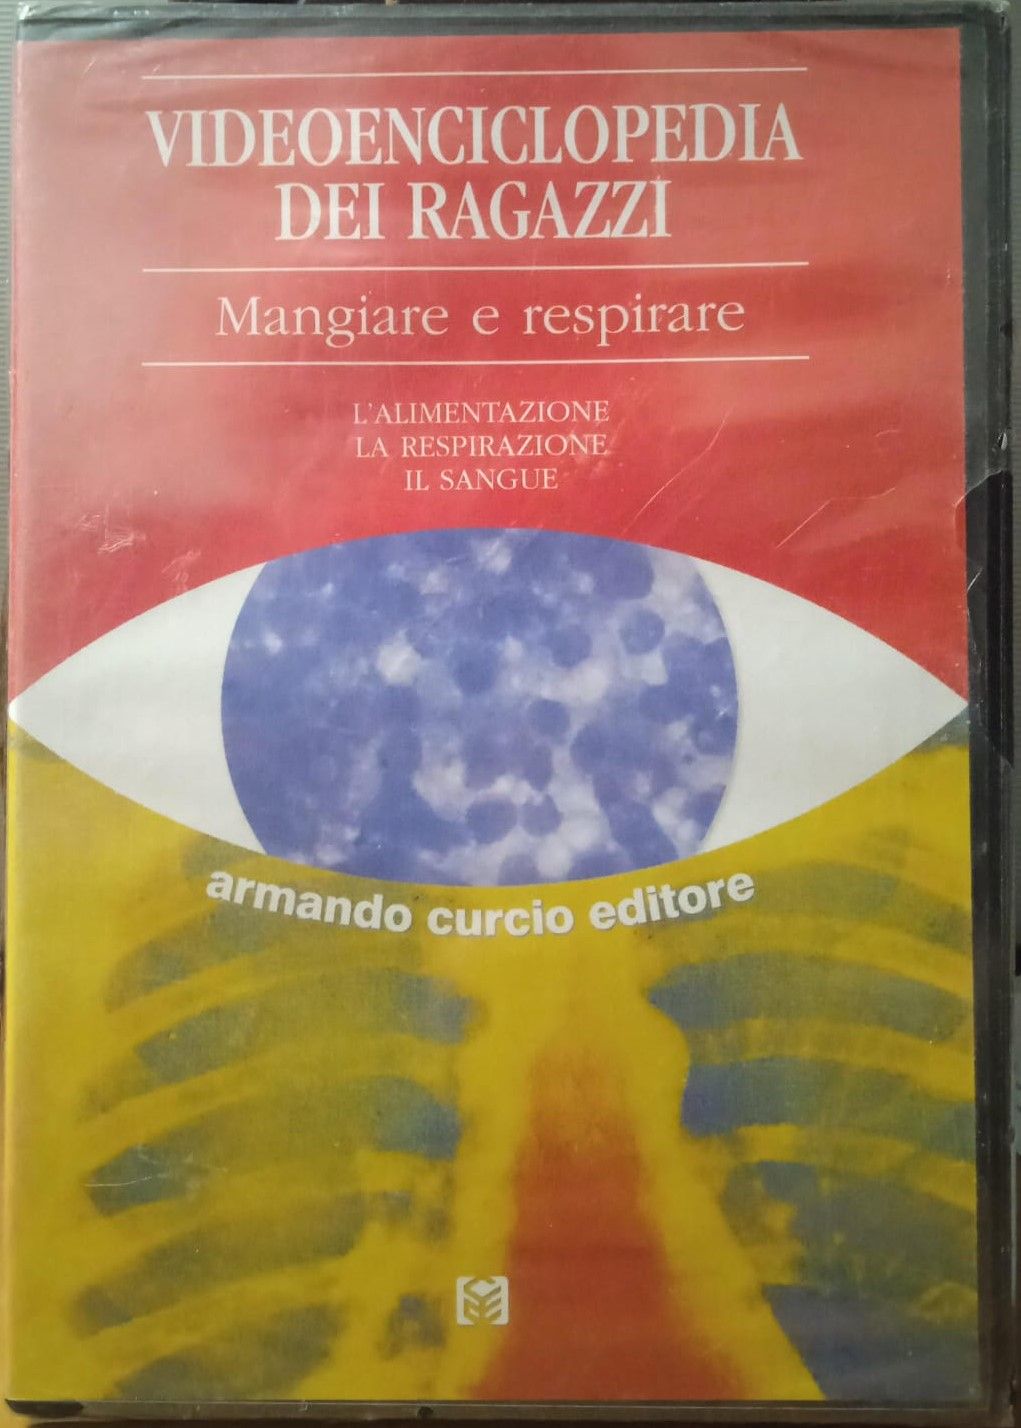 VIDEOENCICLOPEDIA
DEI RAGAZZI
Mangiare e respirare
L'ALIMENTAZIONE
LA RESPIRAZIONE
IL SANGUE
armando curcio editore